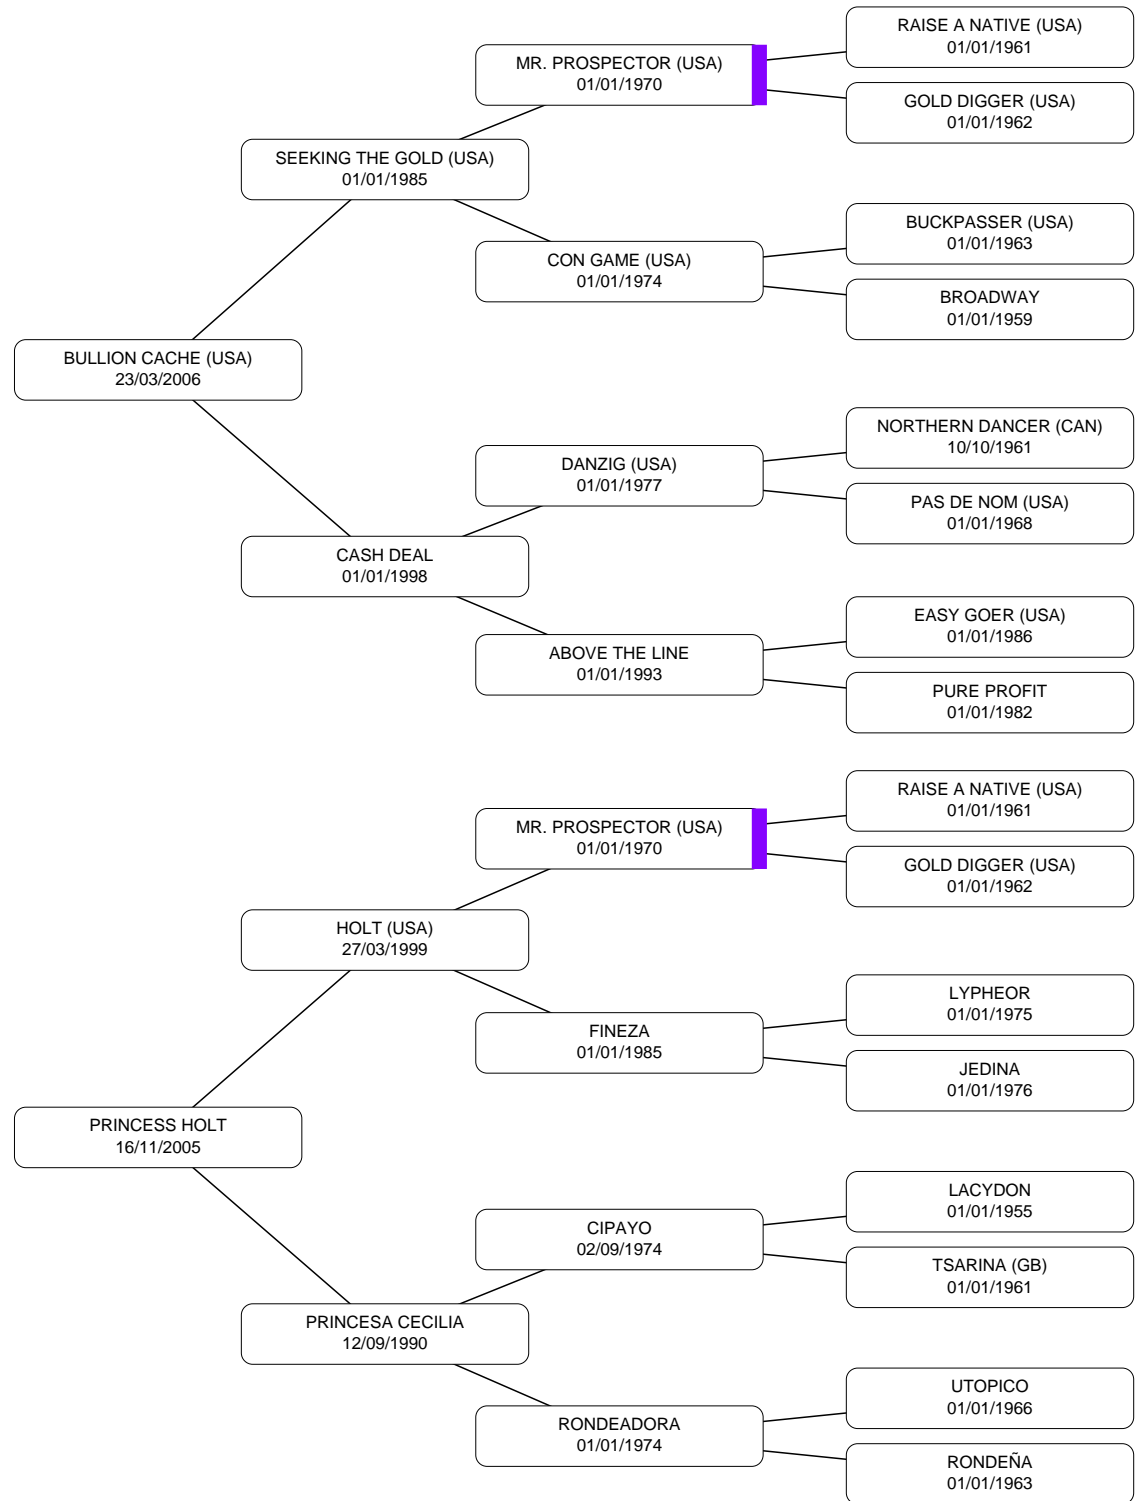 RAISE A NATIVE (USA)
01/01/1961
MR. PROSPECTOR (USA)
01/01/1970
GOLD DIGGER (USA)
01/01/1962
SEEKING THE GOLD (USA)
01/01/1985
BUCKPASSER (USA)
01/01/1963
CON GAME (USA)
01/01/1974
BROADWAY
01/01/1959
BULLION CACHE (USA)
23/03/2006
NORTHERN DANCER (CAN)
10/10/1961
DANZIG (USA)
01/01/1977
PAS DE NOM (USA)
01/01/1968
CASH DEAL
01/01/1998
EASY GOER (USA)
01/01/1986
ABOVE THE LINE
01/01/1993
PURE PROFIT
01/01/1982
RAISE A NATIVE (USA)
01/01/1961
MR. PROSPECTOR (USA)
01/01/1970
GOLD DIGGER (USA)
01/01/1962
HOLT (USA)
27/03/1999
LYPHEOR
01/01/1975
FINEZA
01/01/1985
JEDINA
01/01/1976
PRINCESS HOLT
16/11/2005
LACYDON
01/01/1955
CIPAYO
02/09/1974
TSARINA (GB)
01/01/1961
PRINCESA CECILIA
12/09/1990
UTOPICO
01/01/1966
RONDEADORA
01/01/1974
RONDEÑA
01/01/1963